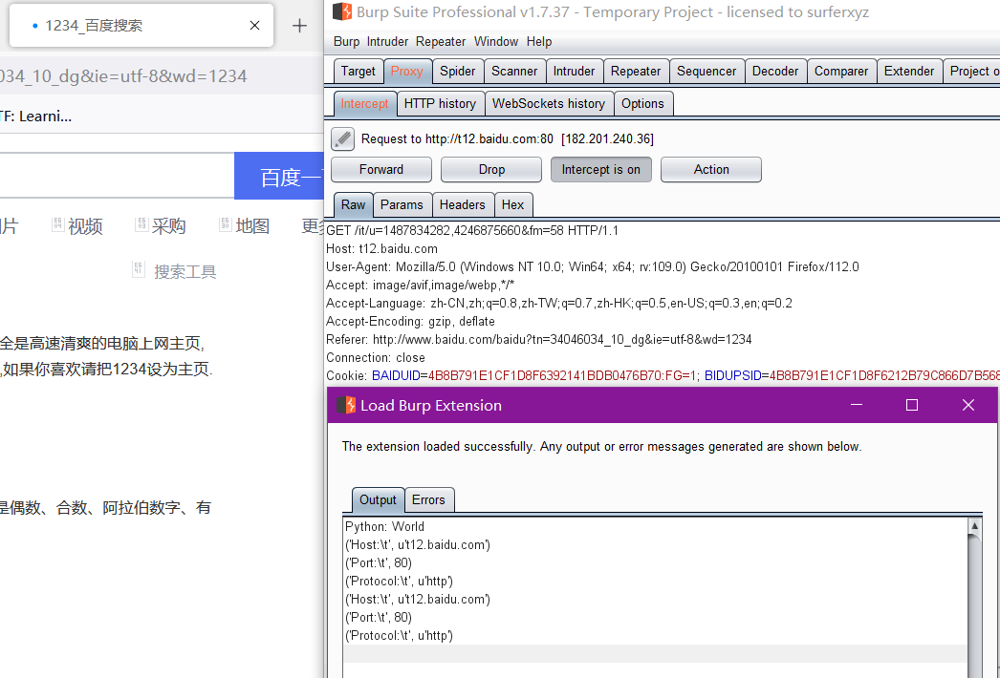 1234_百度搜索
034_10_dg&ie=utf-8&wd=1234
TF: Learni...
百度一
片 视频 采购 地图 更多
搜索工具
全是高速清爽的电脑上网主页,
,如果你喜欢请把1234设为主页.
是偶数、合数、阿拉伯数字、有
Burp Suite Professional v1.7.37 - Temporary Project - licensed to surferxyz
Burp Intruder Repeater Window Help
Target Proxy Spider Scanner Intruder Repeater Sequencer Decoder Comparer Extender Project o
Intercept HTTP history WebSockets history Options
Request to http://t12.baidu.com:80 [182.201.240.36]
Forward Drop Intercept is on Action
Raw Params Headers Hex
GET /it/u=1487834282,4246875660&fm=58 HTTP/1.1
Host: t12.baidu.com
User-Agent: Mozilla/5.0 (Windows NT 10.0; Win64; x64; rv:109.0) Gecko/20100101 Firefox/112.0
Accept: image/avif,image/webp,*/*
Accept-Language: zh-CN,zh;q=0.8,zh-TW;q=0.7,zh-HK;q=0.5,en-US;q=0.3,en;q=0.2
Accept-Encoding: gzip, deflate
Referer: http://www.baidu.com/baidu?tn=34046034_10_dg&ie=utf-8&wd=1234
Connection: close
Cookie: BAIDUID=4B8B791E1CF1D8F6392141BDB0476B70:FG=1; BIDUPSID=4B8B791E1CF1D8F6212B79C866D7B568
Load Burp Extension
The extension loaded successfully. Any output or error messages generated are shown below.
Output Errors
Python: World
('Host:\t', u't12.baidu.com')
('Port:\t', 80)
('Protocol:\t', u'http')
('Host:\t', u't12.baidu.com')
('Port:\t', 80)
('Protocol:\t', u'http')